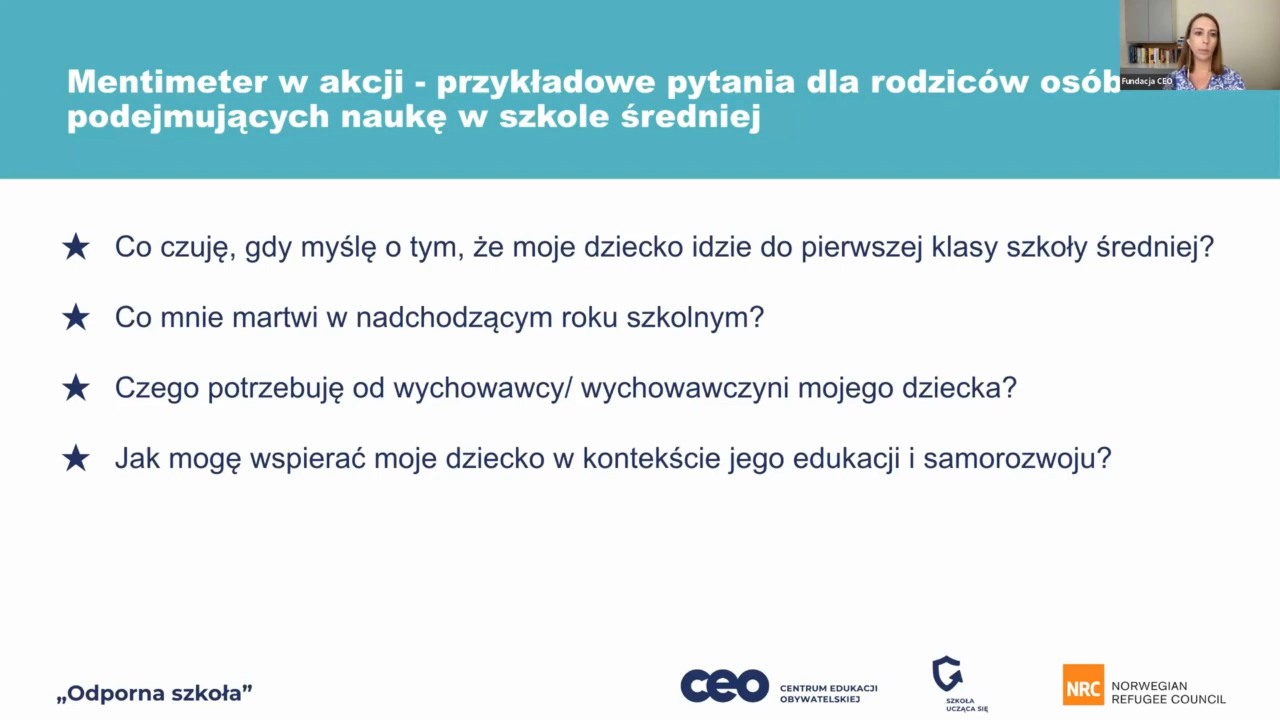 Mentimeter w akcji - przykładowe pytania dla rodziców osób
podejmujących naukę w szkole średniej
Fundacja CEO
★ Co czuję, gdy myślę o tym, że moje dziecko idzie do pierwszej klasy szkoły średniej?
★ Co mnie martwi w nadchodzącym roku szkolnym?
★ Czego potrzebuję od wychowawcy/ wychowawczyni mojego dziecka?
★ Jak mogę wspierać moje dziecko w kontekście jego edukacji i samorozwoju?
„Odporna szkoła”
ceo CENTRUM EDUKACJI
OBYWATELSKIEJ
SZKOŁA
UCZĄCA SIĘ
NRC NORWEGIAN
REFUGEE COUNCIL